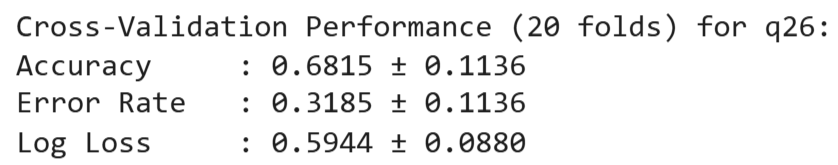 Cross-Validation Performance (20 folds) for q26:
Accuracy     : 0.6815 ± 0.1136
Error Rate   : 0.3185 ± 0.1136
Log Loss     : 0.5944 ± 0.0880